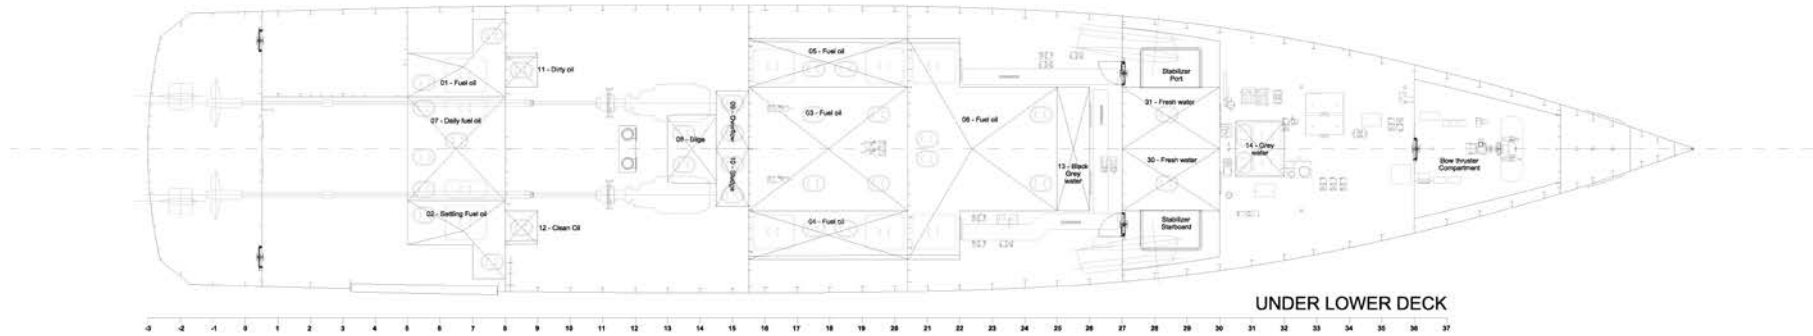 05 - Fuel oil
11 - Dirty oil
Stabilizer
Port
01 - Fuel oil
31 - Fresh water
09 - Overflow
03 - Fuel oil
07 - Daily fuel oil
06 - Fuel oil
08 - Bilge
14 - Grey
water
30 - Fresh water
Bow thruster
Compartment
13 - Black
Grey
water
10 - Sludge
02 - Settling Fuel oil
04 - Fuel oil
Stabilizer
Starboard
12 - Clean Oil
UNDER LOWER DECK
-3 -2 -1 0 1 2 3 4 5 6 7 8 9 10 11 12 13 14 15 16 17 18 19 20 21 22 23 24 25 26 27 28 29 30 31 32 33 34 35 36 37